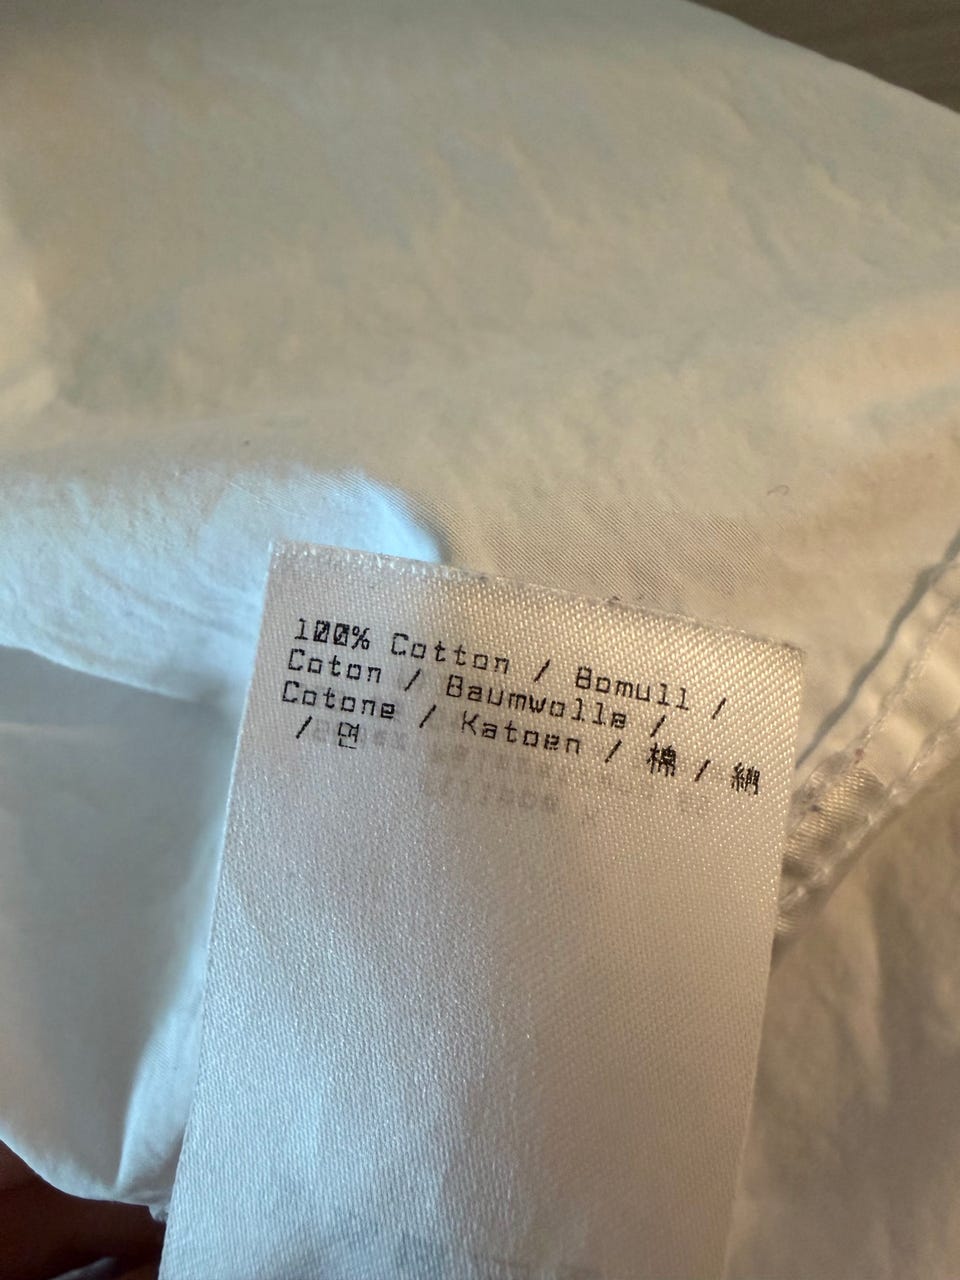 100% Cotton / Bomull /
Coton / Baumwolle /
Cotone / Katoen / 棉 / 綿
/ 면